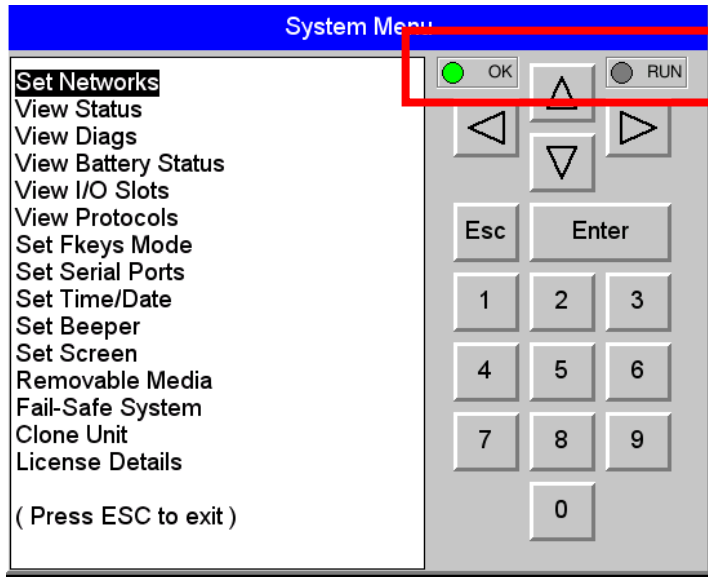 System Menu
OK
RUN
Set Networks
View Status
View Diags
View Battery Status
View I/O Slots
View Protocols
Set Fkeys Mode
Set Serial Ports
Set Time/Date
Set Beeper
Set Screen
Removable Media
Fail-Safe System
Clone Unit
License Details
( Press ESC to exit )
Esc Enter
1 2 3
4 5 6
7 8 9
0